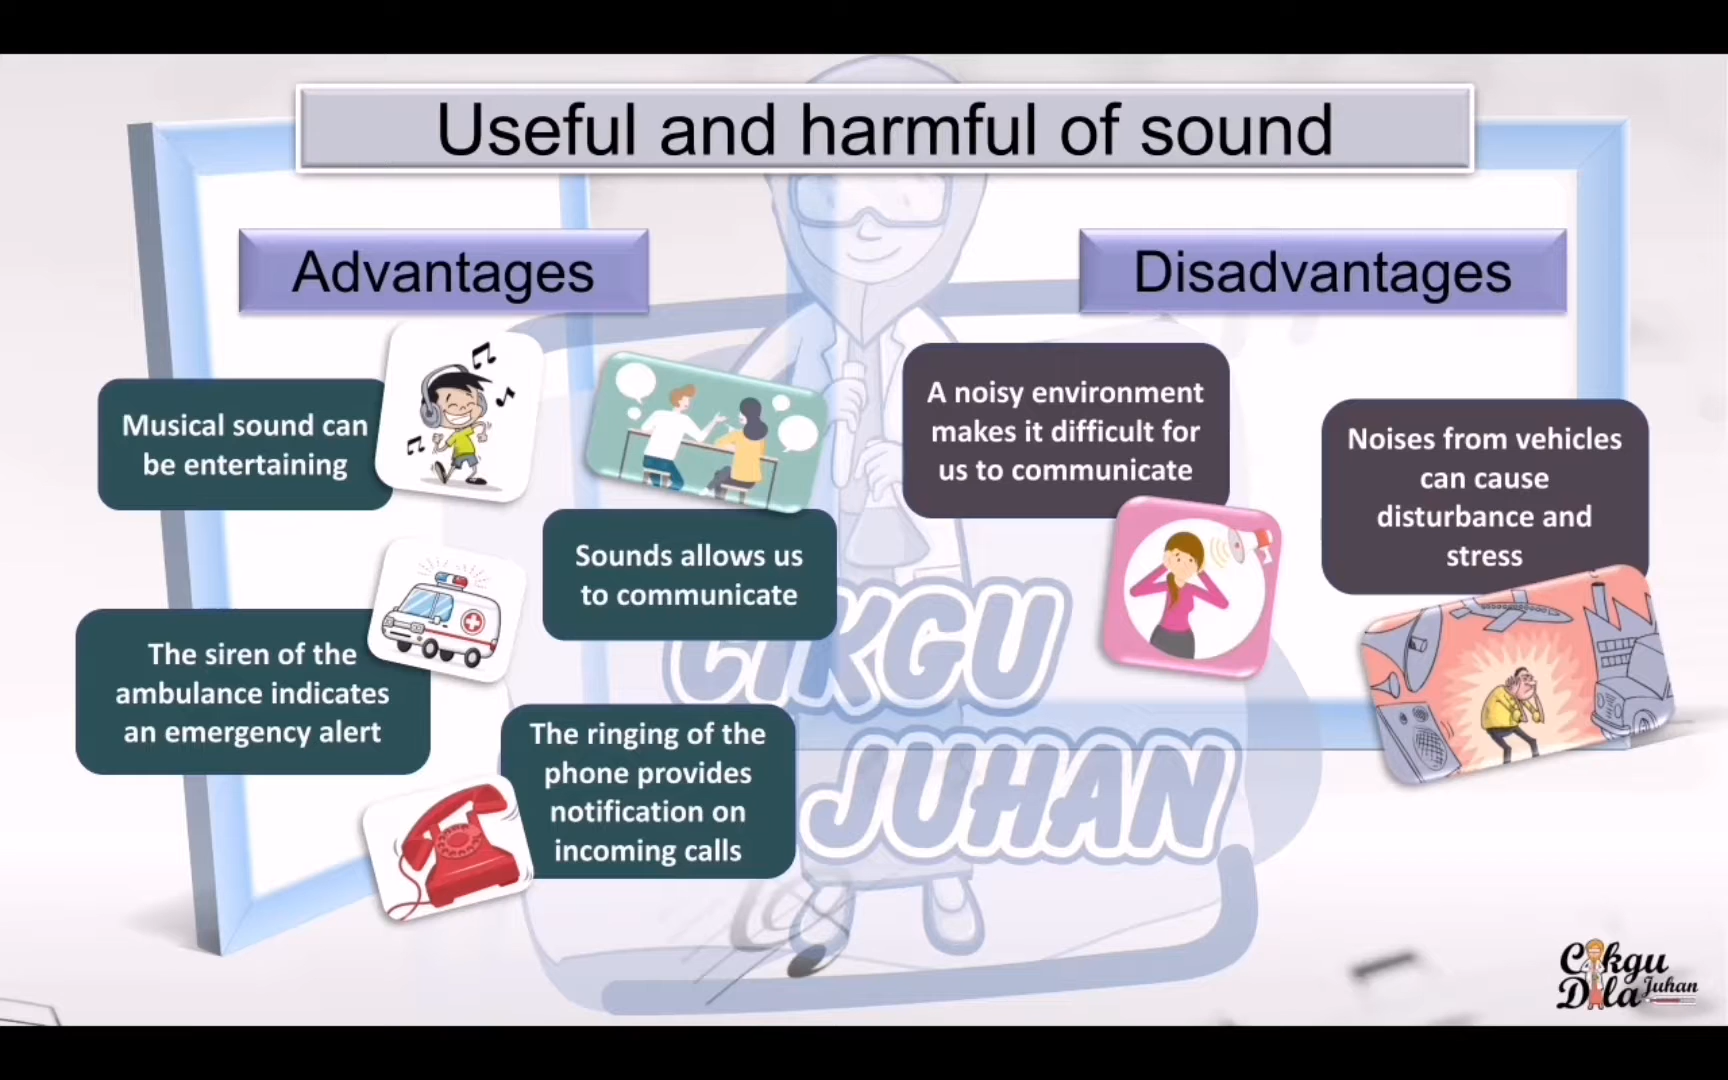 Useful and harmful of sound
Advantages
Disadvantages
Musical sound can
be entertaining
Sounds allows us
to communicate
The siren of the
ambulance indicates
an emergency alert
The ringing of the
phone provides
notification on
incoming calls
A noisy environment
makes it difficult for
us to communicate
Noises from vehicles
can cause
disturbance and
stress
CIKGU
JUHAN
Cikgu
Dila Juhan